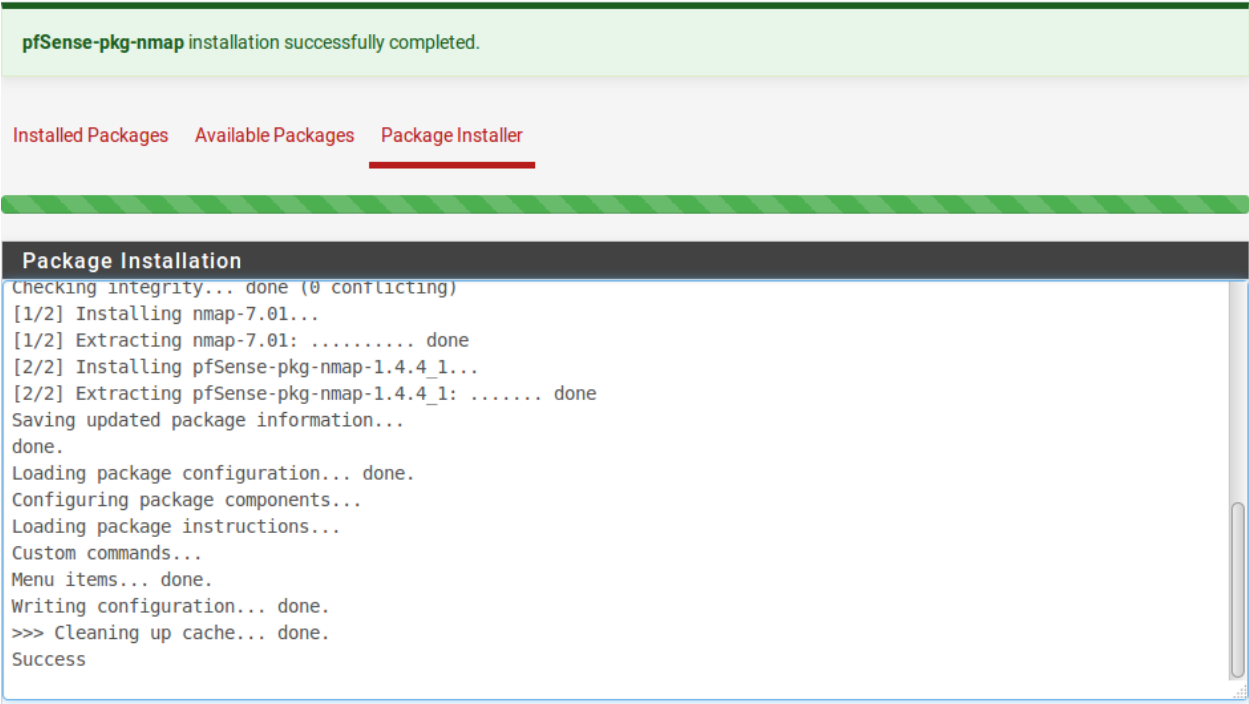 pfSense-pkg-nmap installation successfully completed.
Installed Packages Available Packages Package Installer
Package Installation
Checking integrity... done (0 conflicting)
[1/2] Installing nmap-7.01...
[1/2] Extracting nmap-7.01: .......... done
[2/2] Installing pfSense-pkg-nmap-1.4.4_1...
[2/2] Extracting pfSense-pkg-nmap-1.4.4_1: ....... done
Saving updated package information...
done.
Loading package configuration... done.
Configuring package components...
Loading package instructions...
Custom commands...
Menu items... done.
Writing configuration... done.
>>> Cleaning up cache... done.
Success